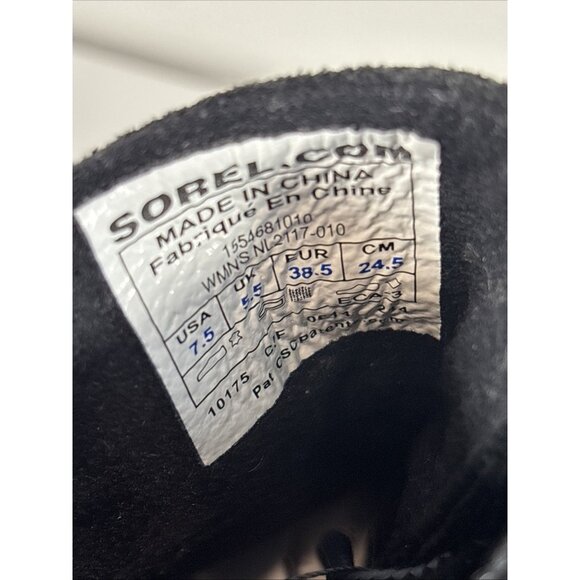 SOREL.COM
MADE IN CHINA
Fabriqué En Chine
1554681010
WMNS NL2117-010
USA UK EUR CM
7.5 5.5 38.5 24.5
10175
Pat